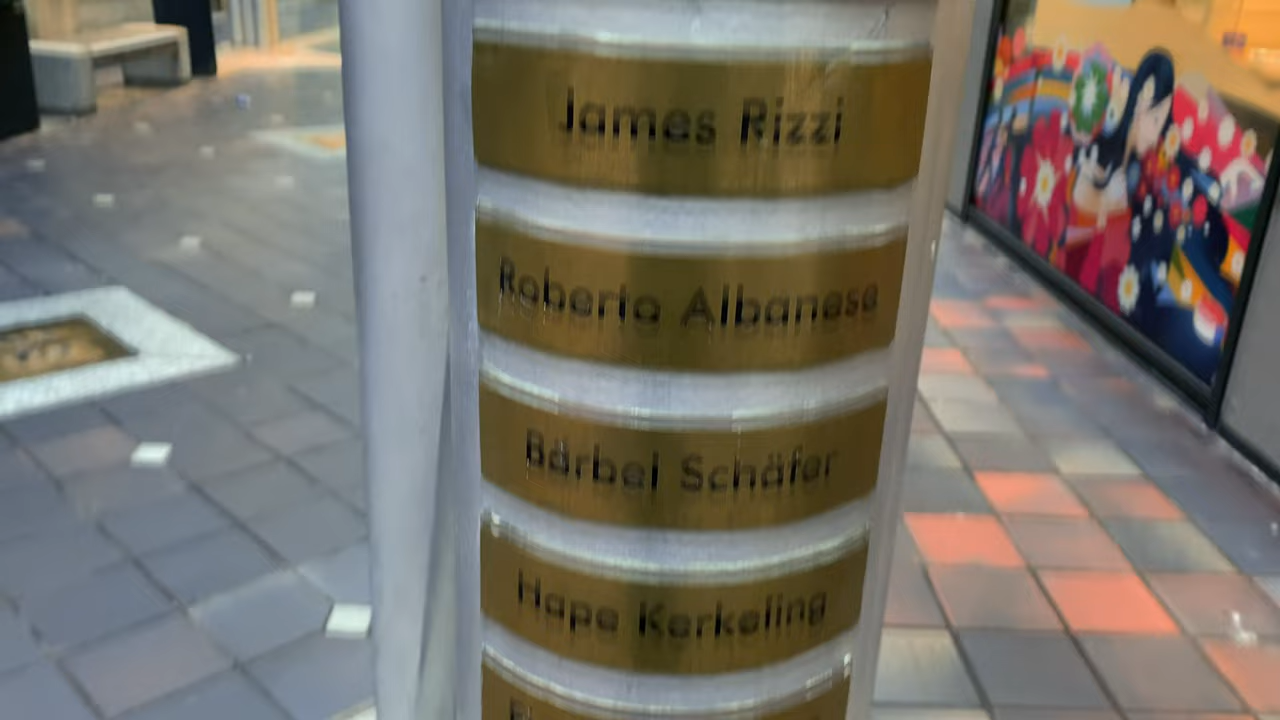 James Rizzi
Roberto Albanese
Bärbel Schäfer
Hape Kerkeling